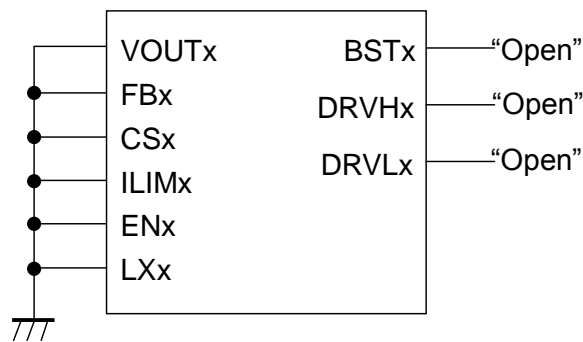 VOUTx
FBx
CSx
ILIMx
ENx
LXx
BSTx “Open”
DRVHx “Open”
DRVLx “Open”